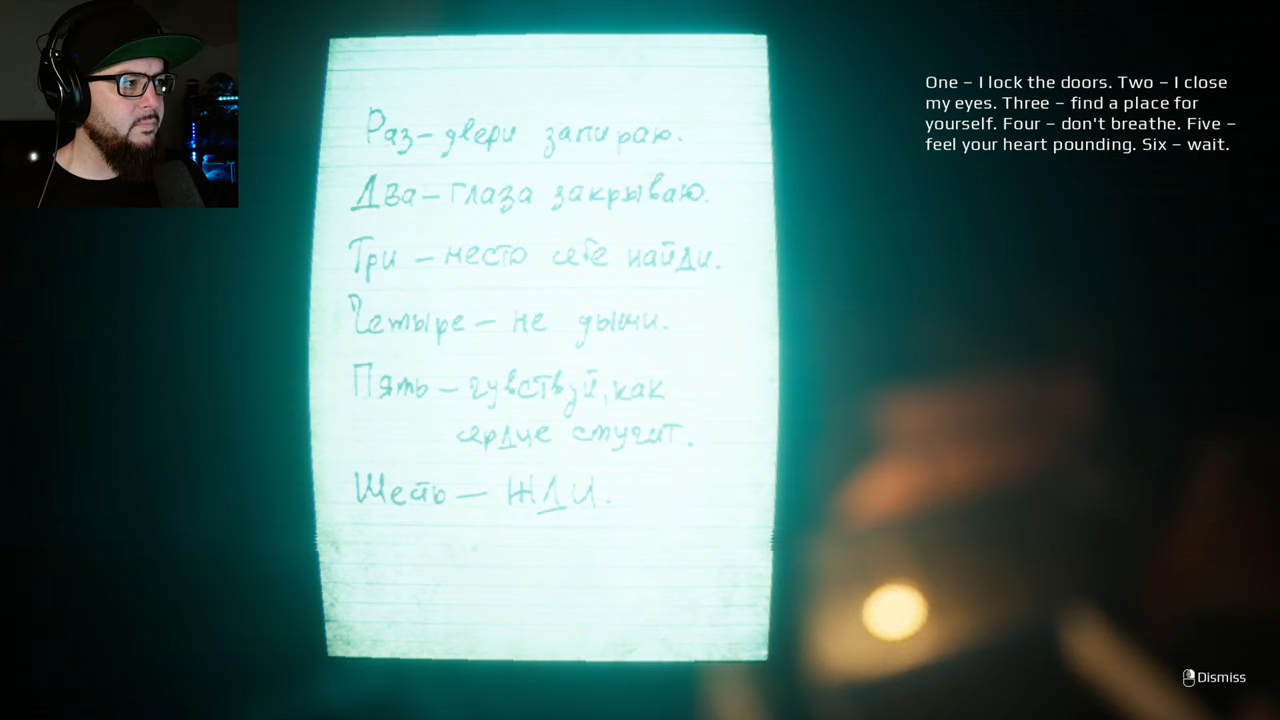 Раз – двери запираю.
Два – глаза закрываю.
Три – место себе найди.
Четыре – не дыши.
Пять – чувствуй, как
сердце стучит.
Шесть – ЖДИ.
One – I lock the doors. Two – I close
my eyes. Three – find a place for
yourself. Four – don't breathe. Five –
feel your heart pounding. Six – wait.
Dismiss